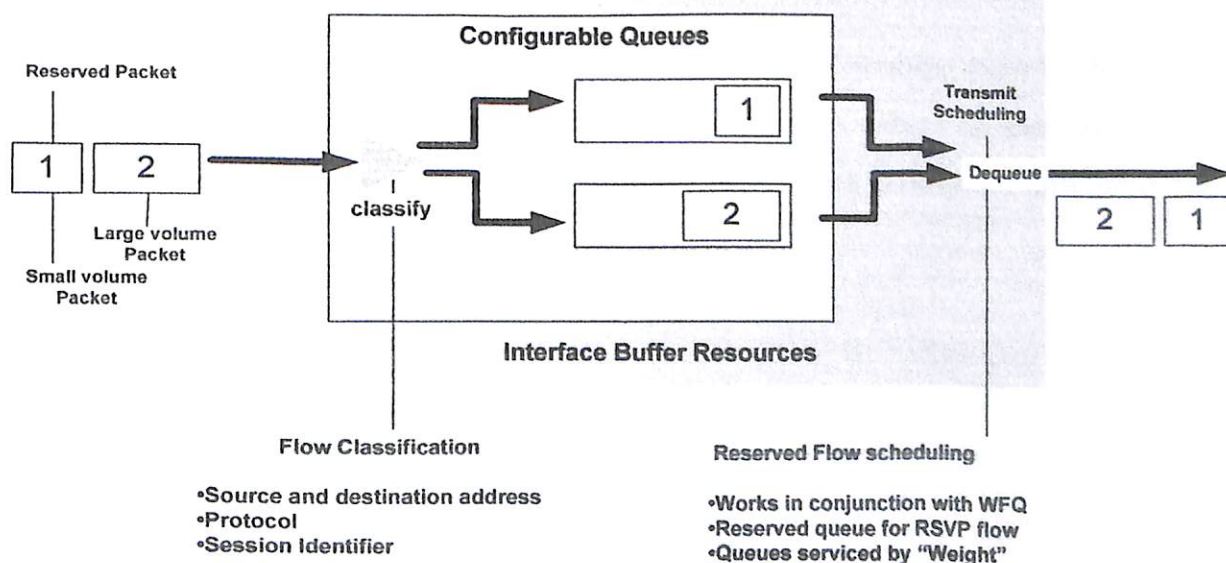 Configurable Queues
Reserved Packet
1
2
Large volume
Packet
Small volume
Packet
classify
1
2
Transmit
Scheduling
Dequeue
2
1
Interface Buffer Resources
Flow Classification
•Source and destination address
•Protocol
•Session Identifier
Reserved Flow scheduling
•Works in conjunction with WFQ
•Reserved queue for RSVP flow
•Queues serviced by "Weight"